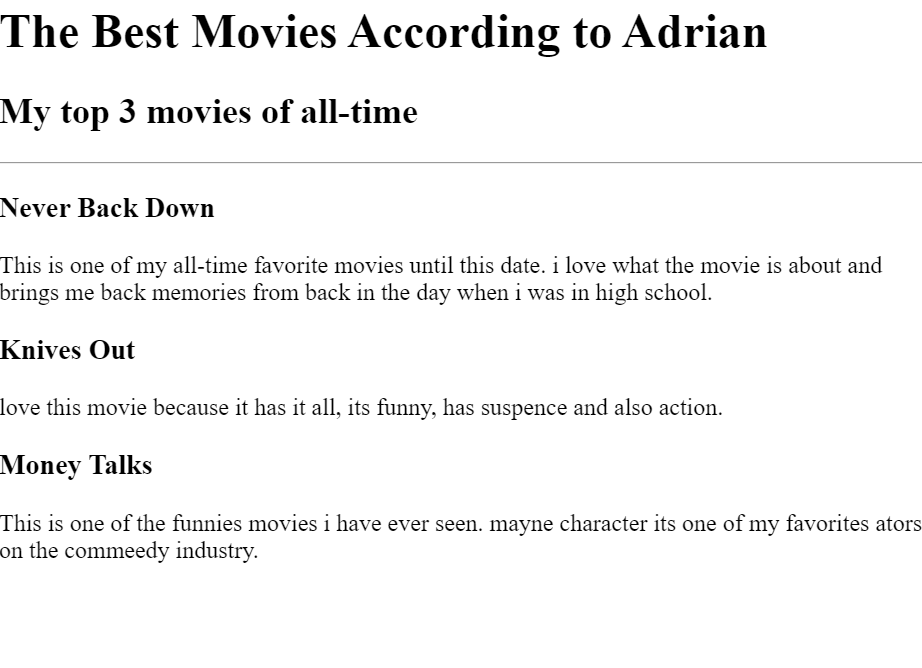 The Best Movies According to Adrian
My top 3 movies of all-time
Never Back Down
This is one of my all-time favorite movies until this date. i love what the movie is about and
brings me back memories from back in the day when i was in high school.
Knives Out
love this movie because it has it all, its funny, has suspence and also action.
Money Talks
This is one of the funnies movies i have ever seen. mayne character its one of my favorites ators
on the commeedy industry.